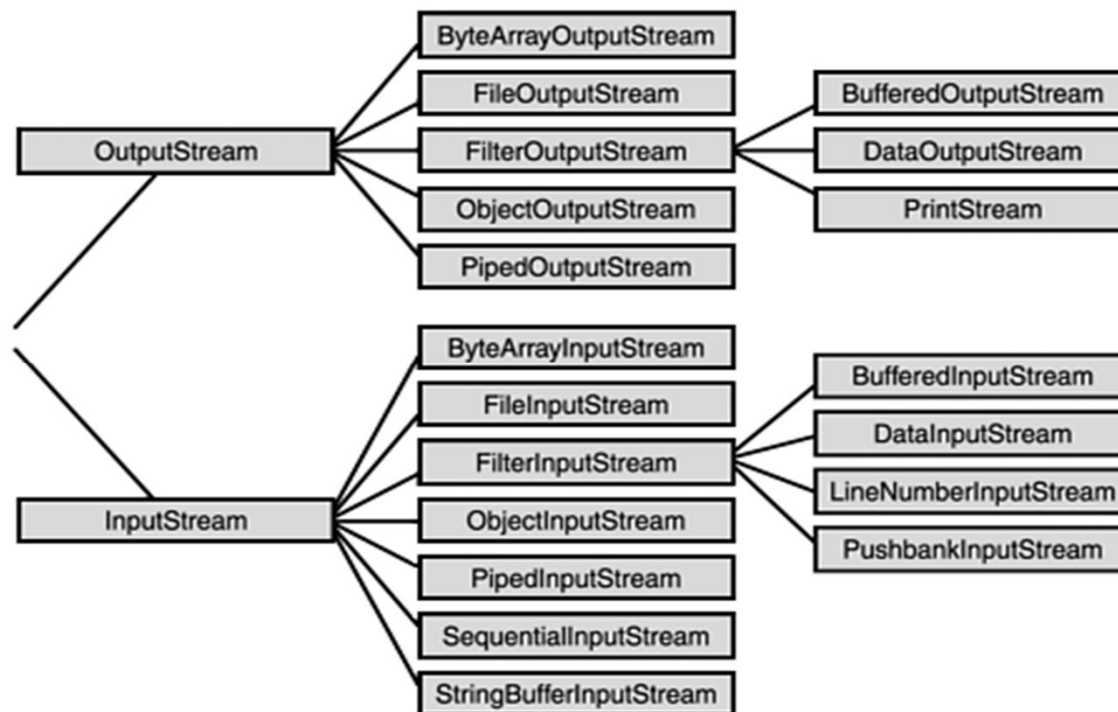 ByteArrayOutputStream
FileOutputStream
BufferedOutputStream
OutputStream
FilterOutputStream
DataOutputStream
ObjectOutputStream
PrintStream
PipedOutputStream
ByteArrayInputStream
BufferedInputStream
FileInputStream
DataInputStream
FilterInputStream
LineNumberInputStream
InputStream
ObjectInputStream
PushbankInputStream
PipedInputStream
SequentialInputStream
StringBufferInputStream